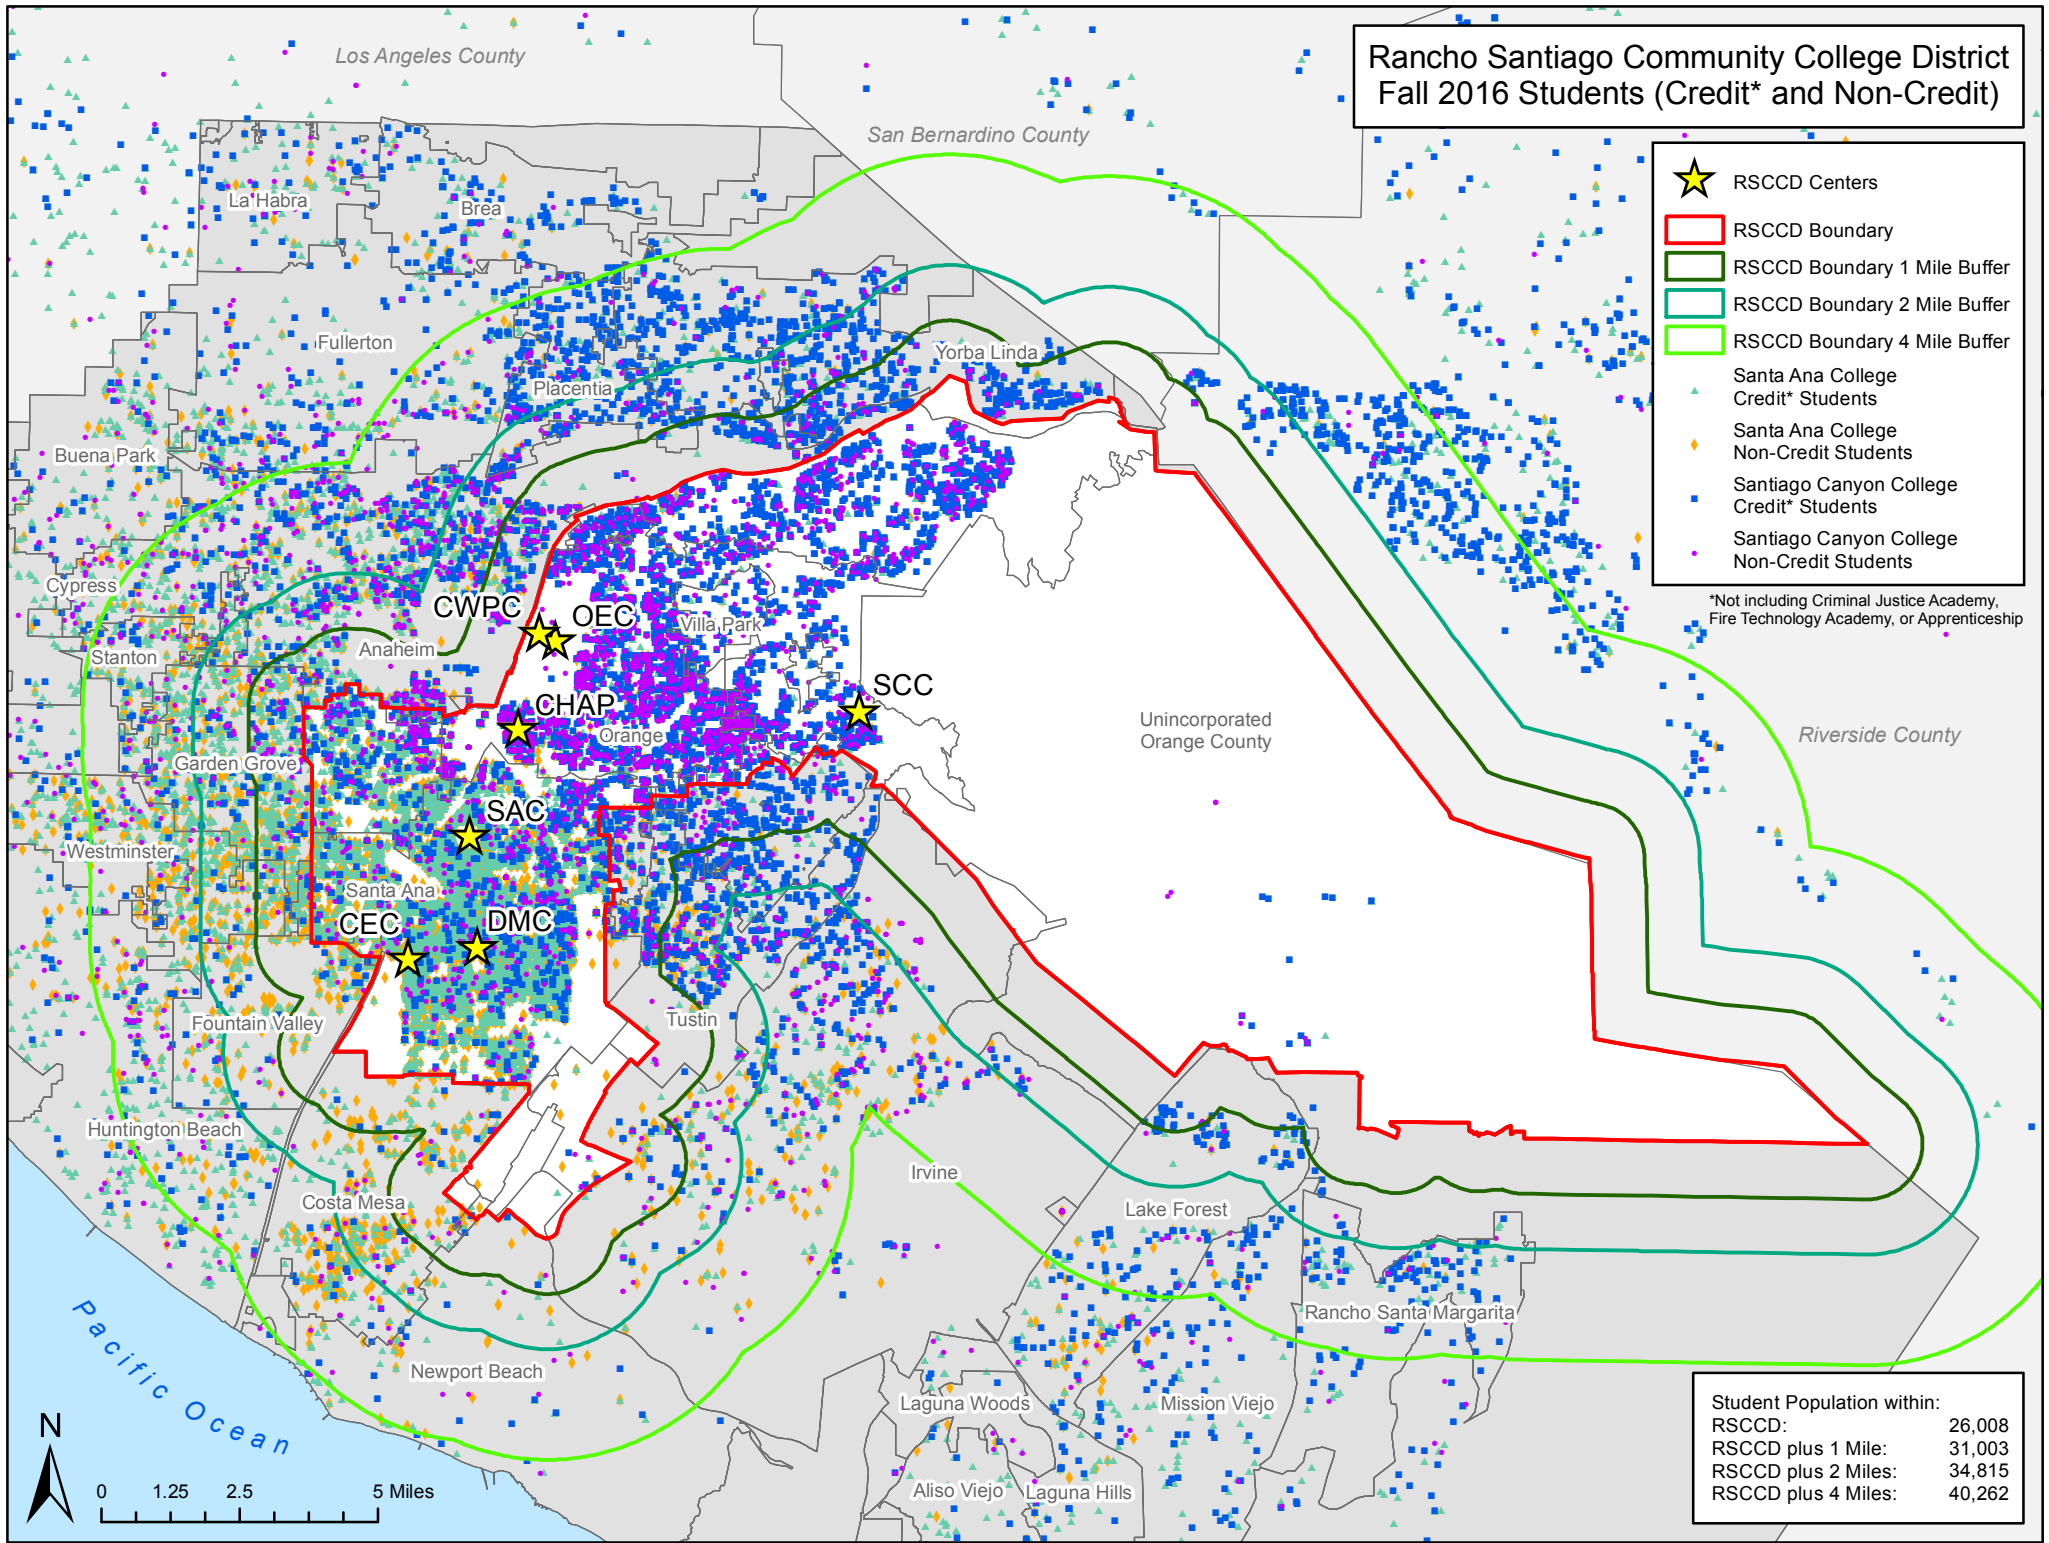 Rancho Santiago Community College District
Fall 2016 Students (Credit* and Non-Credit)
RSCCD Centers
RSCCD Boundary
RSCCD Boundary 1 Mile Buffer
RSCCD Boundary 2 Mile Buffer
RSCCD Boundary 4 Mile Buffer
Santa Ana College
Credit* Students
Santa Ana College
Non-Credit Students
Santiago Canyon College
Credit* Students
Santiago Canyon College
Non-Credit Students
*Not including Criminal Justice Academy,
Fire Technology Academy, or Apprenticeship
Los Angeles County
San Bernardino County
La Habra
Brea
Fullerton
Yorba Linda
Placentia
Buena Park
Cypress
CWPC
OEC
Villa Park
Anaheim
Stanton
SCC
CHAP
Orange
Unincorporated
Orange County
Riverside County
Garden Grove
SAC
Westminster
Santa Ana
CEC
DMC
Fountain Valley
Tustin
Huntington Beach
Irvine
Costa Mesa
Lake Forest
Rancho Santa Margarita
Newport Beach
Laguna Woods
Mission Viejo
Aliso Viejo
Laguna Hills
Pacific Ocean
N
0 1.25 2.5 5 Miles
Student Population within:
RSCCD: 26,008
RSCCD plus 1 Mile: 31,003
RSCCD plus 2 Miles: 34,815
RSCCD plus 4 Miles: 40,262